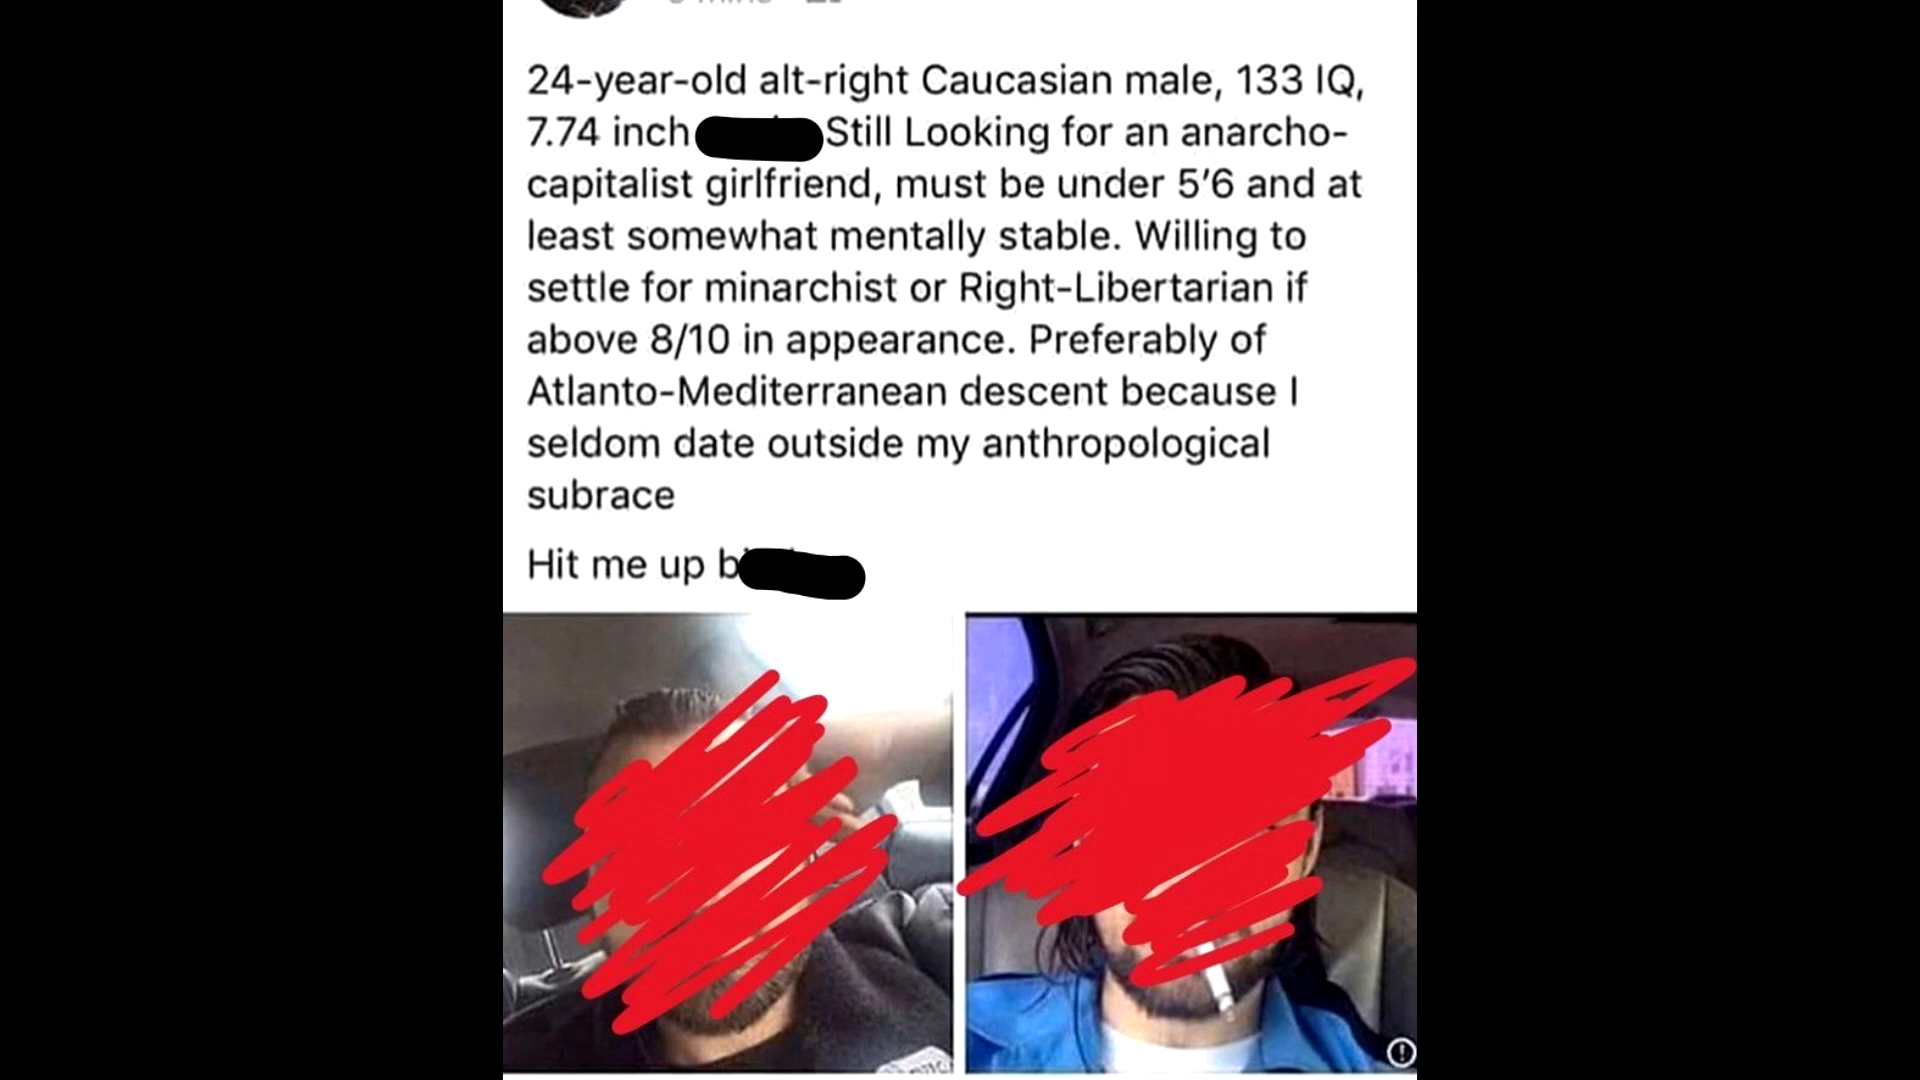 24-year-old alt-right Caucasian male, 133 IQ,
7.74 inch Still Looking for an anarcho-
capitalist girlfriend, must be under 5'6 and at
least somewhat mentally stable. Willing to
settle for minarchist or Right-Libertarian if
above 8/10 in appearance. Preferably of
Atlanto-Mediterranean descent because I
seldom date outside my anthropological
subrace
Hit me up